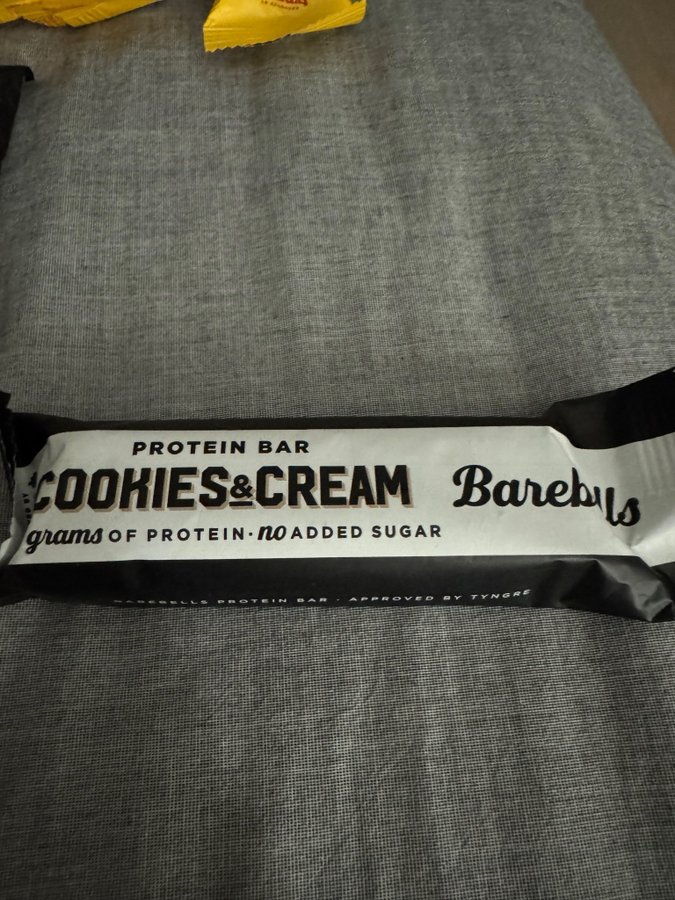 PROTEIN BAR
COOKIES&CREAM
Barebells
grams OF PROTEIN·no ADDED SUGAR
BAREBELLS PROTEIN BAR · APPROVED BY TYNGRE